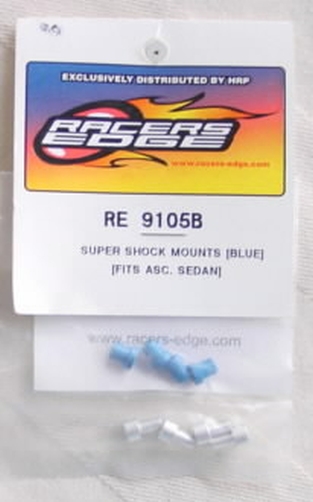 EXCLUSIVELY DISTRIBUTED BY HRP
RACERS
EDGE
www.racers-edge.com
RE 9105B
SUPER SHOCK MOUNTS [BLUE]
[FITS ASC. SEDAN]
www.racers-edge.com